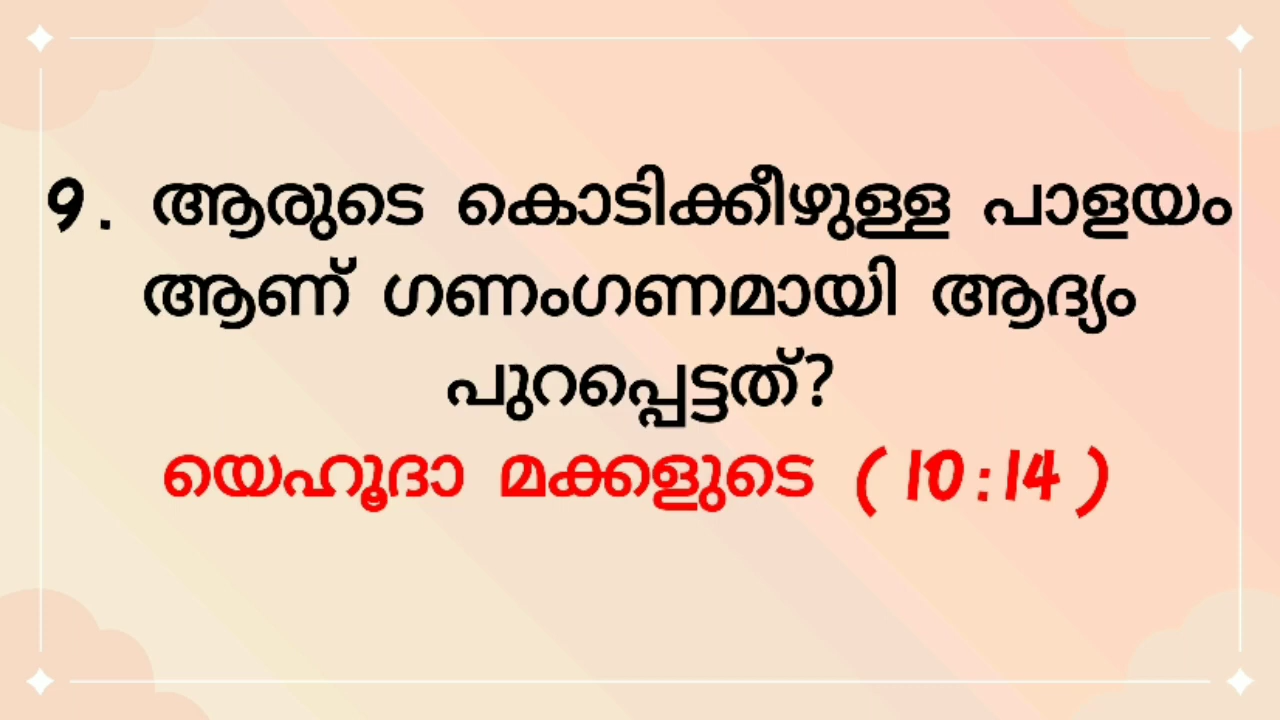 9. ആരുടെ കൊടിക്കീഴുള്ള പാളയം
ആണ് ഗണംഗണമായി ആദ്യം
പുറപ്പെട്ടത്?
യെഹൂദാ മക്കളുടെ (10:14)